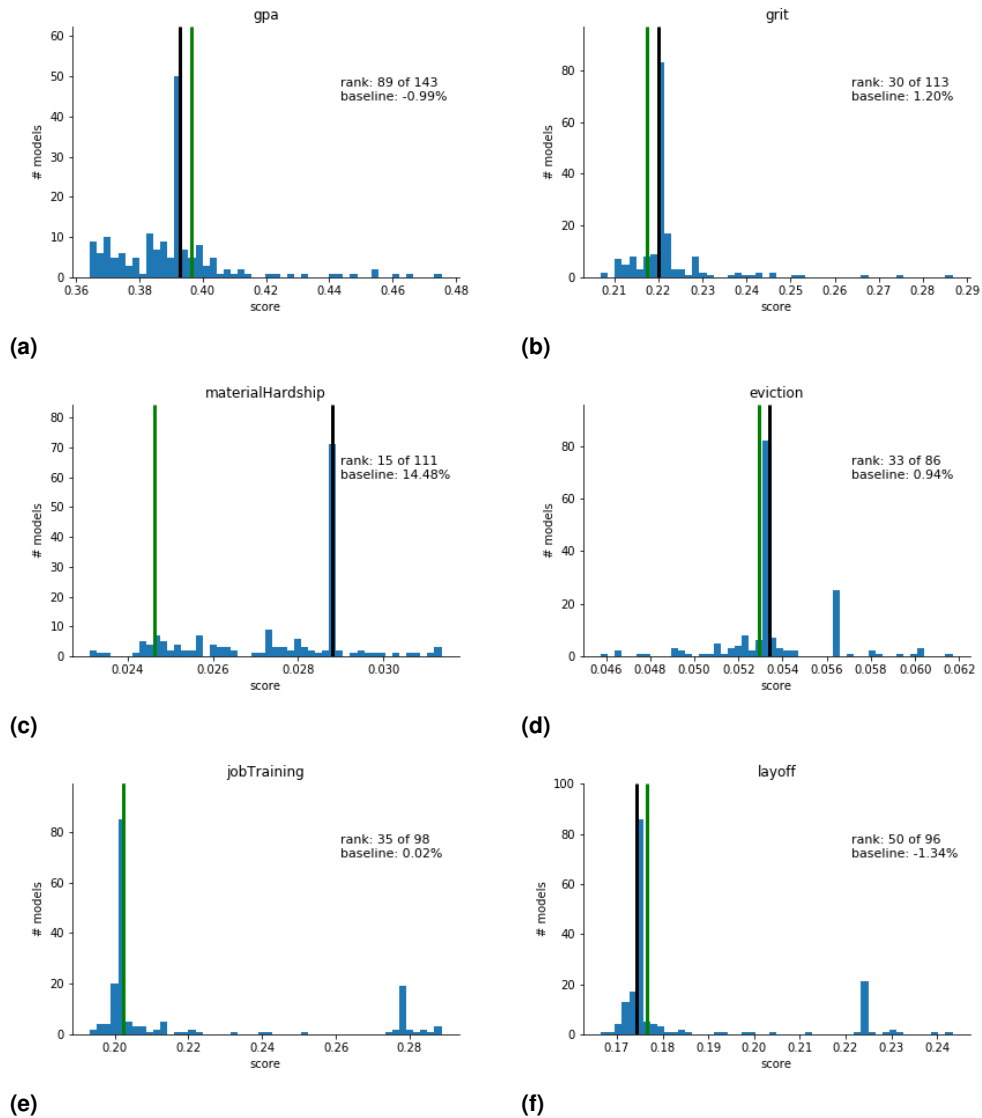 gpa
60
50
40
30
20
10
0
# models
rank: 89 of 143
baseline: -0.99%
0.36 0.38 0.40 0.42 0.44 0.46 0.48
score
(a)
grit
80
60
40
20
0
# models
rank: 30 of 113
baseline: 1.20%
0.21 0.22 0.23 0.24 0.25 0.26 0.27 0.28 0.29
score
(b)
materialHardship
80
70
60
50
40
30
20
10
0
# models
rank: 15 of 111
baseline: 14.48%
0.024 0.026 0.028 0.030
score
(c)
eviction
80
60
40
20
0
# models
rank: 33 of 86
baseline: 0.94%
0.046 0.048 0.050 0.052 0.054 0.056 0.058 0.060 0.062
score
(d)
jobTraining
80
60
40
20
0
# models
rank: 35 of 98
baseline: 0.02%
0.20 0.22 0.24 0.26 0.28
score
(e)
layoff
100
80
60
40
20
0
# models
rank: 50 of 96
baseline: -1.34%
0.17 0.18 0.19 0.20 0.21 0.22 0.23 0.24
score
(f)